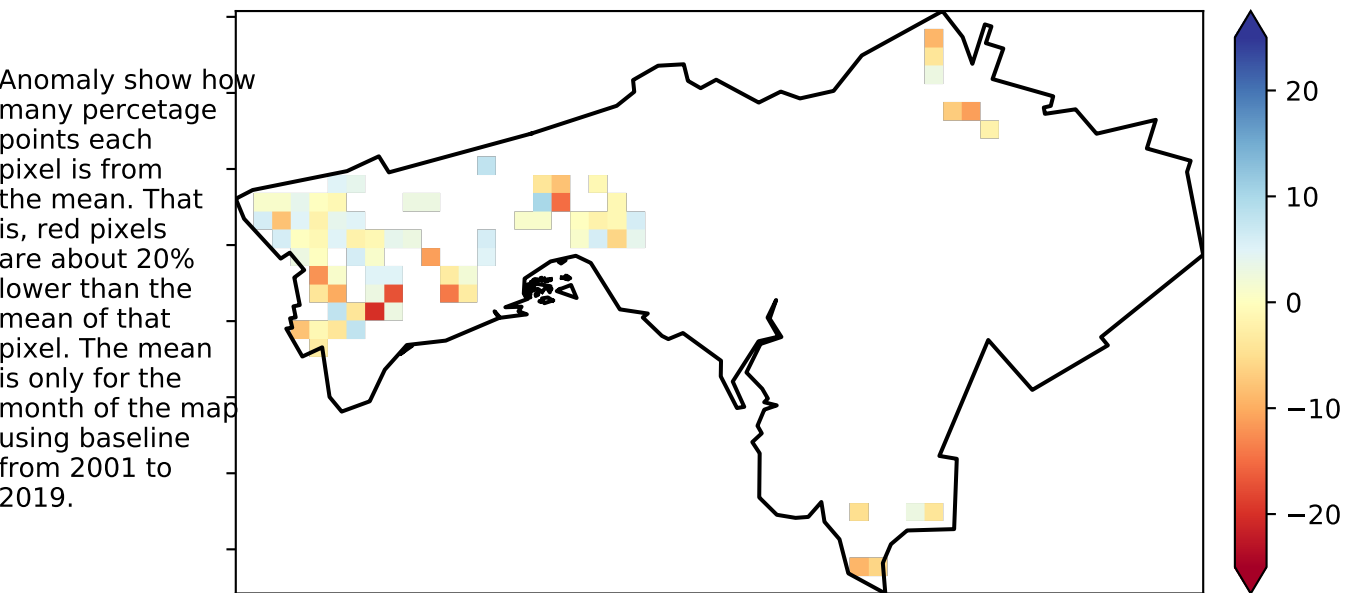 Anomaly show how
many percetage
points each
pixel is from
the mean. That
is, red pixels
are about 20%
lower than the
mean of that
pixel. The mean
is only for the
month of the map
using baseline
from 2001 to
2019.
20
10
0
−10
−20